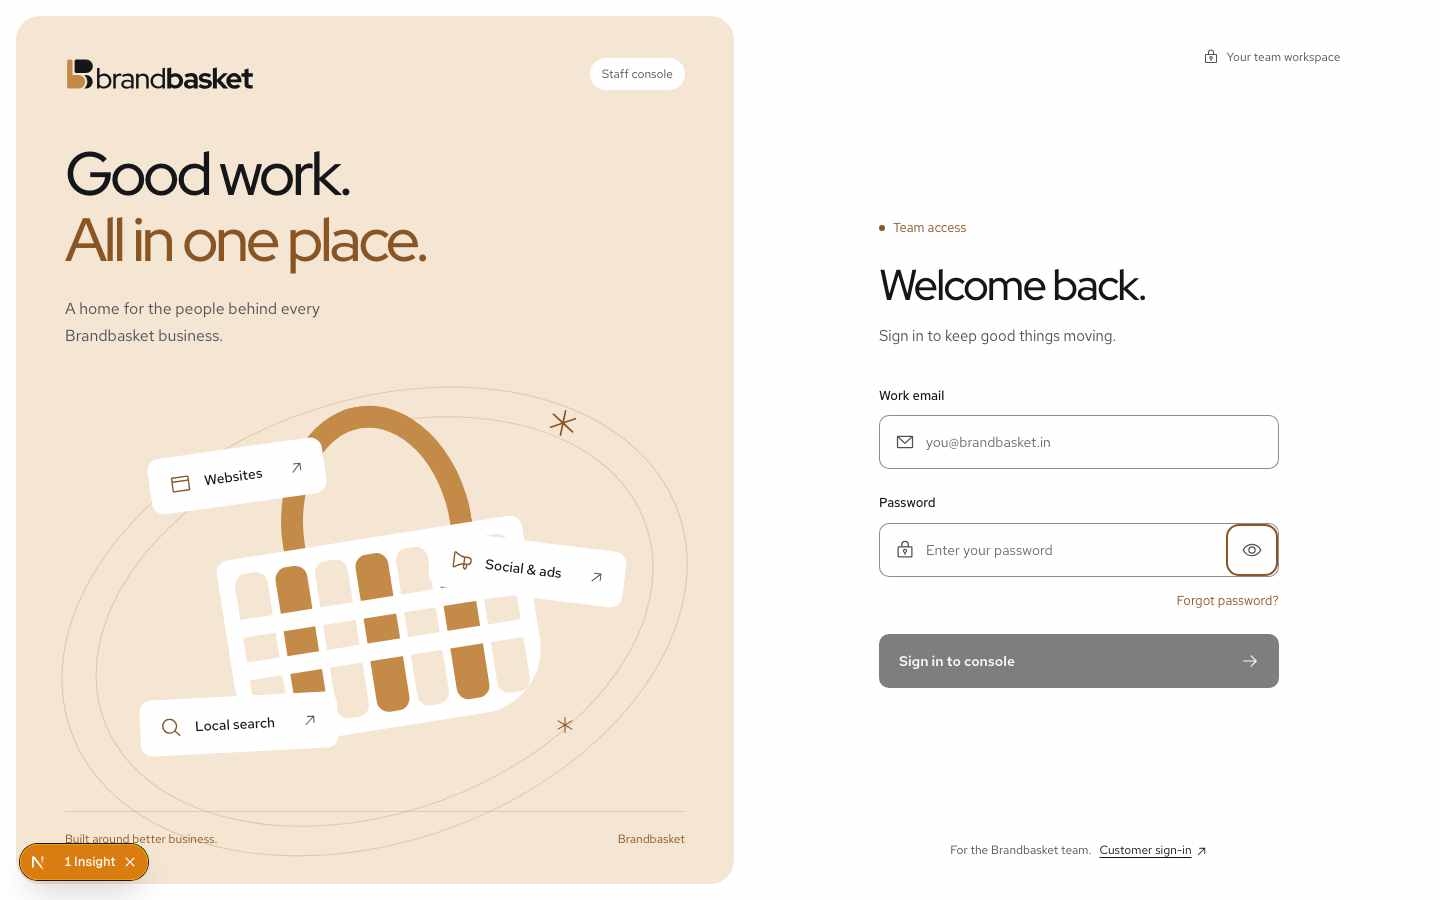 brandbasket
Staff console
Good work.
All in one place.
A home for the people behind every
Brandbasket business.
Websites
Social & ads
Local search
Built around better business.
Brandbasket
1 Insight
Your team workspace
Team access
Welcome back.
Sign in to keep good things moving.
Work email
you@brandbasket.in
Password
Enter your password
Forgot password?
Sign in to console
For the Brandbasket team. Customer sign-in